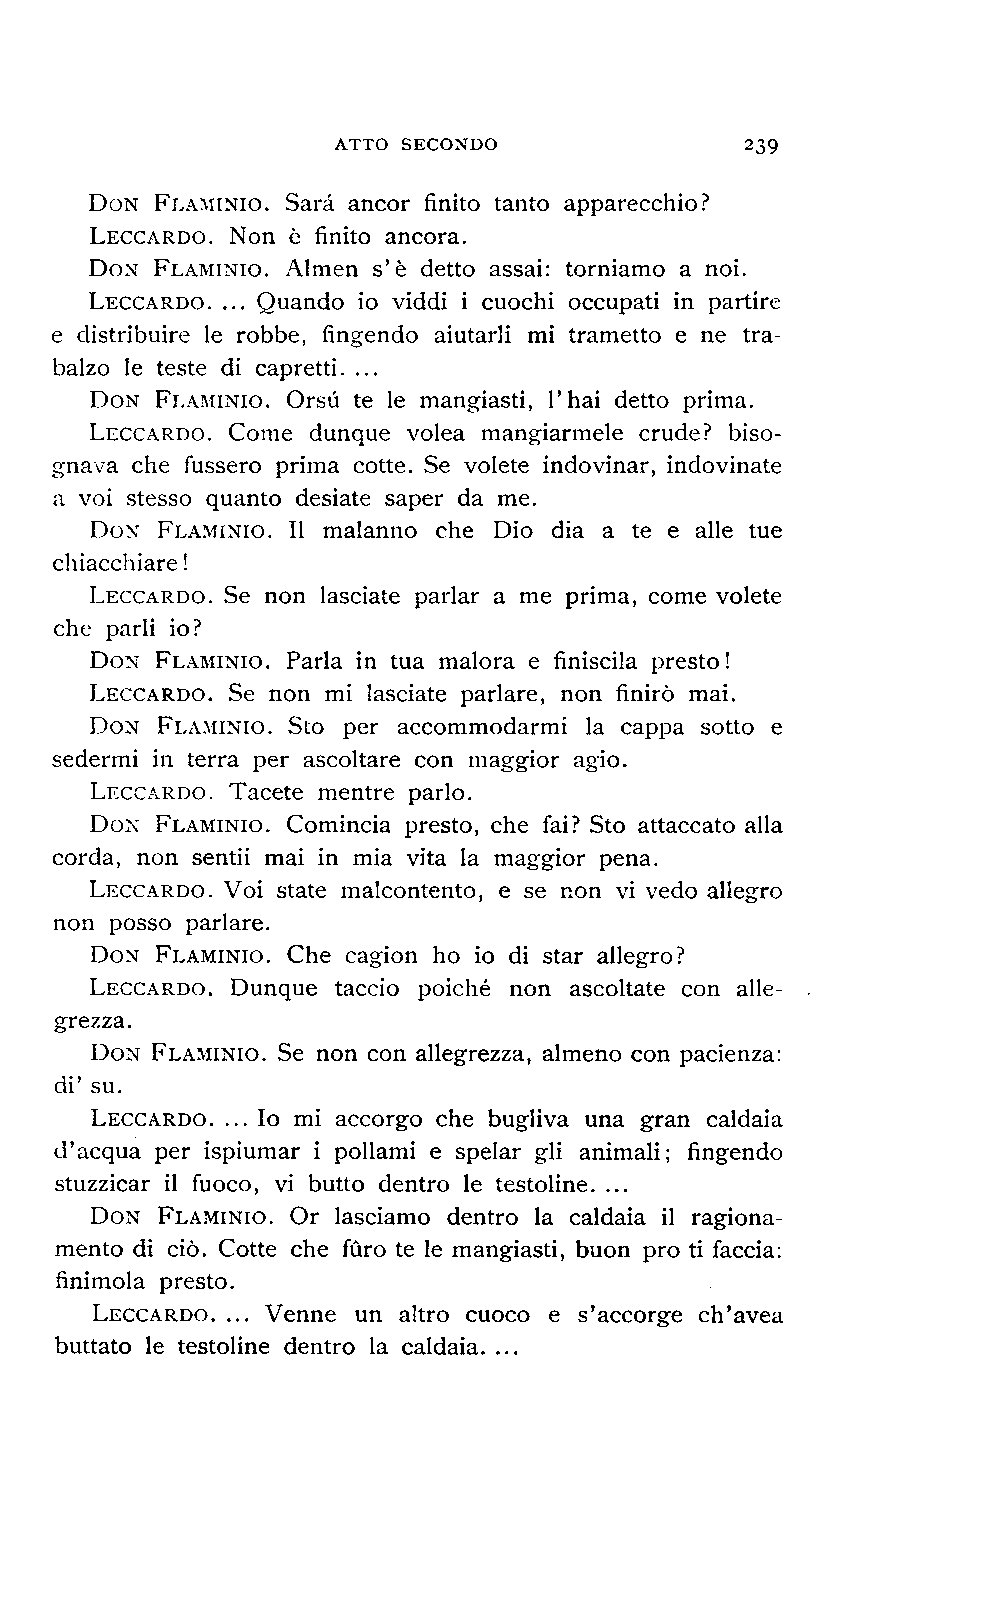 ATTO SECONDO 239
DON FLAMINIO. Sará ancor finito tanto apparecchio?
LECCARDO. Non è finito ancora.
DON FLAMINIO. Almen s'è detto assai: torniamo a noi.
LECCARDO. ... Quando io viddi i cuochi occupati in partire
e distribuire le robbe, fingendo aiutarli mi trametto e ne tra-
balzo le teste di capretti. ...
DON FLAMINIO. Orsú te le mangiasti, l'hai detto prima.
LECCARDO. Come dunque volea mangiarmele crude? biso-
gnava che fussero prima cotte. Se volete indovinar, indovinate
a voi stesso quanto desiate saper da me.
DON FLAMINIO. Il malanno che Dio dia a te e alle tue
chiacchiare!
LECCARDO. Se non lasciate parlar a me prima, come volete
che parli io?
DON FLAMINIO. Parla in tua malora e finiscila presto!
LECCARDO. Se non mi lasciate parlare, non finirò mai.
DON FLAMINIO. Sto per accommodarmi la cappa sotto e
sedermi in terra per ascoltare con maggior agio.
LECCARDO. Tacete mentre parlo.
DON FLAMINIO. Comincia presto, che fai? Sto attaccato alla
corda, non sentii mai in mia vita la maggior pena.
LECCARDO. Voi state malcontento, e se non vi vedo allegro
non posso parlare.
DON FLAMINIO. Che cagion ho io di star allegro?
LECCARDO. Dunque taccio poiché non ascoltate con alle-
grezza.
DON FLAMINIO. Se non con allegrezza, almeno con pacienza:
di' su.
LECCARDO. ... Io mi accorgo che bugliva una gran caldaia
d'acqua per ispiumar i pollami e spelar gli animali; fingendo
stuzzicar il fuoco, vi butto dentro le testoline. ...
DON FLAMINIO. Or lasciamo dentro la caldaia il ragiona-
mento di ciò. Cotte che fûro te le mangiasti, buon pro ti faccia:
finimola presto.
LECCARDO. ... Venne un altro cuoco e s'accorge ch'avea
buttato le testoline dentro la caldaia. ...